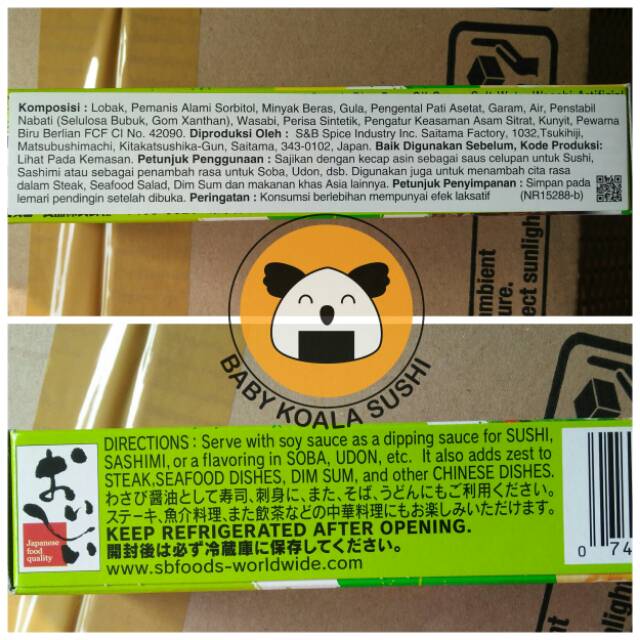 Komposisi : Lobak, Pemanis Alami Sorbitol, Minyak Beras, Gula, Pengental Pati Asetat, Garam, Air, Penstabil
Nabati (Selulosa Bubuk, Gom Xanthan), Wasabi, Perisa Sintetik, Pengatur Keasaman Asam Sitrat, Kunyit, Pewarna
Biru Berlian FCF CI No. 42090. Diproduksi Oleh : S&B Spice Industry Inc. Saitama Factory, 1032,Tsukihiji,
Matsubushimachi, Kitakatsushika-Gun, Saitama, 343-0102, Japan. Baik Digunakan Sebelum, Kode Produksi:
Lihat Pada Kemasan. Petunjuk Penggunaan : Sajikan dengan kecap asin sebagai saus celupan untuk Sushi,
Sashimi atau sebagai penambah rasa untuk Soba, Udon, dsb. Digunakan juga untuk menambah cita rasa
dalam Steak, Seafood Salad, Dim Sum dan makanan khas Asia lainnya. Petunjuk Penyimpanan : Simpan pada
lemari pendingin setelah dibuka. Peringatan : Konsumsi berlebihan mempunyai efek laksatif (NR15288-b)
ambient
ure.
ect sunligh
BABY KOALA SUSHI
おいしい
Japanese
food
quality
DIRECTIONS : Serve with soy sauce as a dipping sauce for SUSHI,
SASHIMI, or a flavoring in SOBA, UDON, etc. It also adds zest to
STEAK,SEAFOOD DISHES, DIM SUM, and other CHINESE DISHES.
わさび醤油として寿司、刺身に、また、そば、うどんにもご利用ください。
ステーキ、魚介料理、また飲茶などの中華料理にもお楽しみいただけます。
KEEP REFRIGERATED AFTER OPENING.
開封後は必ず冷蔵庫に保存してください。
www.sbfoods-worldwide.com
0 74